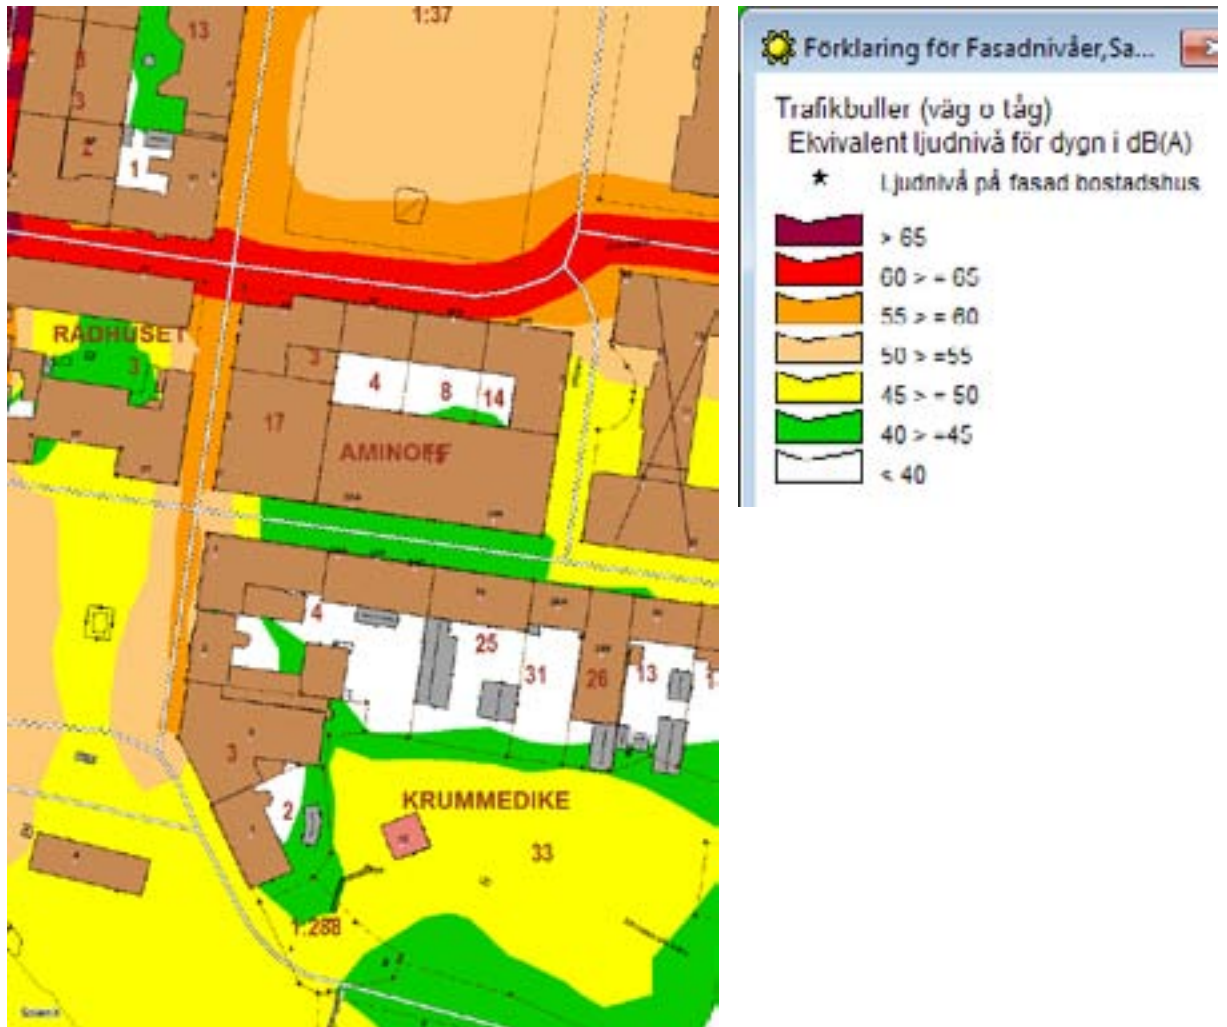 1:37
13
3
3
2
1
RÅDHUSET
3
3
4
8
14
17
AMINOFF
4
25
31
26
13
3
2
KRUMMEDIKE
33
1:288
Förklaring för Fasadnivåer,Sa...
Trafikbuller (väg o tåg)
Ekvivalent ljudnivå för dygn i dB(A)
Ljudnivå på fasad bostadshus
> 65
60 > = 65
55 > = 60
50 > =55
45 > = 50
40 > =45
< 40